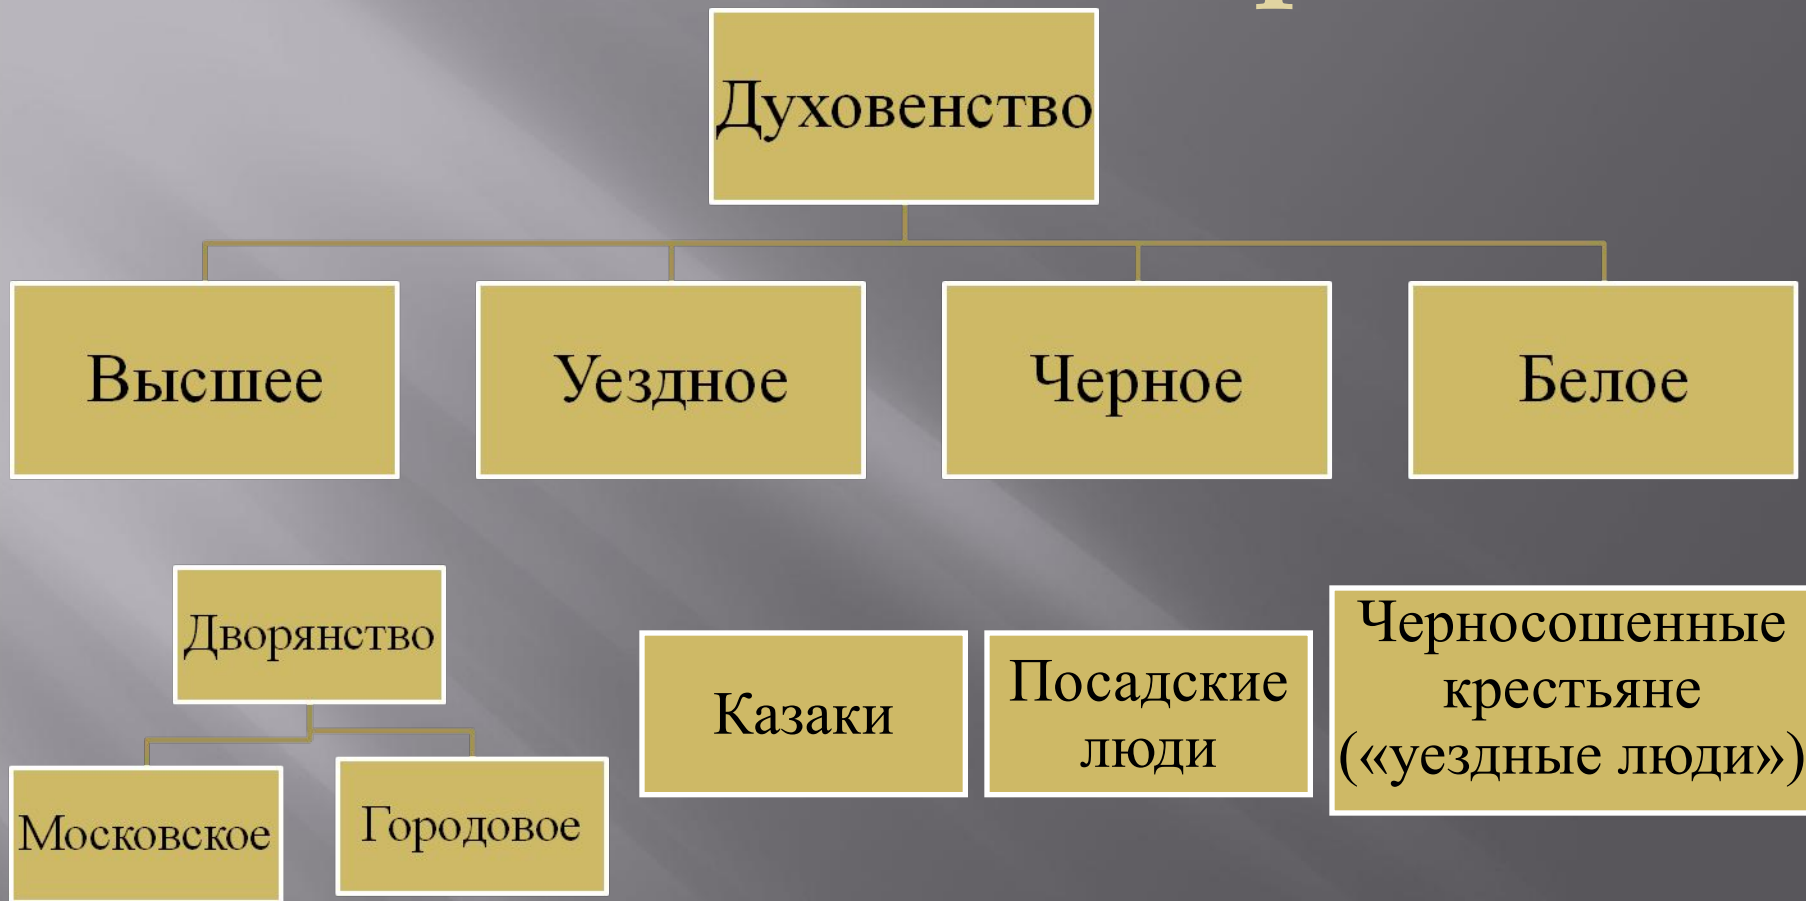 Духовенство
Высшее
Уездное
Черное
Белое
Дворянство
Московское
Городовое
Казаки
Посадские
люди
Черносошенные
крестьяне
(«уездные люди»)